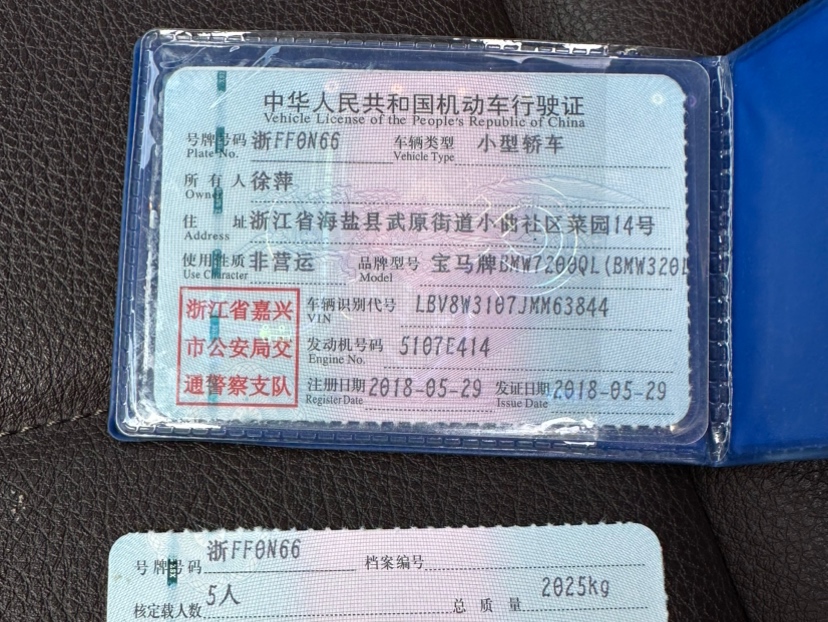 中华人民共和国机动车行驶证
Vehicle License of the People's Republic of China
号牌号码 浙FF0N66 车辆类型 小型轿车
Plate No. Vehicle Type
所有人 徐萍
Owner
住址 浙江省海盐县武原街道小曲社区菜园14号
Address
使用性质 非营运 品牌型号 宝马牌BMW7200QL(BMW320L
Use Character Model
浙江省嘉兴
市公安局交
通警察支队
车辆识别代号 LBV8W3107JMM63844
VIN
发动机号码 5107E414
Engine No.
注册日期 2018-05-29 发证日期 2018-05-29
Register Date Issue Date
号牌号码 浙FF0N66 档案编号
核定载人数 5人 总质量 2025kg